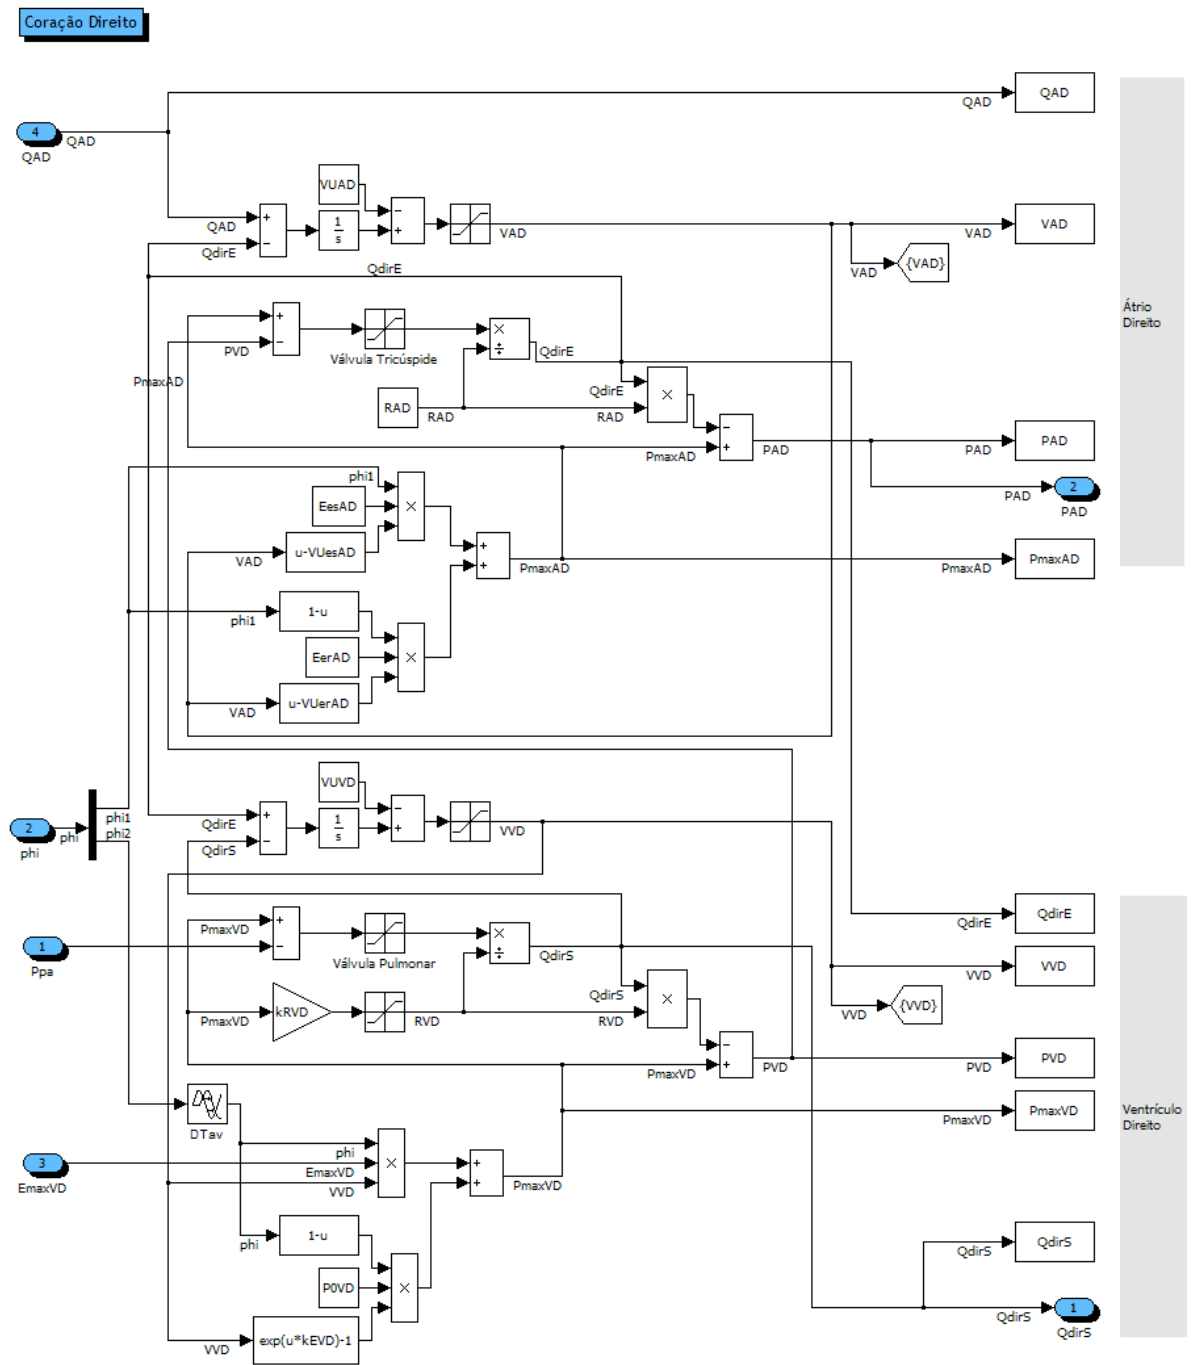 Coração Direito
QAD
QAD
4
QAD
QAD
VUAD
QAD
1
s
VAD
VAD
VAD
QdirE
VAD
{VAD}
QdirE
Átrio
Direito
PVD
Válvula Tricúspide
×
÷
QdirE
PmaxAD
RAD
RAD
QdirE
RAD
×
PmaxAD
PAD
PAD
PAD
PAD
2
PAD
phi1
EesAD
×
VAD
u-VUesAD
PmaxAD
PmaxAD
PmaxAD
phi1
1-u
EerAD
×
VAD
u-VUerAD
VUVD
phi1
phi2
2
phi
phi
QdirE
QdirS
1
s
VVD
PmaxVD
1
Ppa
Válvula Pulmonar
×
÷
QdirS
QdirE
QdirE
PmaxVD
kRVD
RVD
QdirS
RVD
×
VVD
VVD
VVD
{VVD}
PmaxVD
PVD
PVD
PVD
DTav
PmaxVD
PmaxVD
Ventrículo
Direito
3
EmaxVD
phi
EmaxVD
VVD
×
PmaxVD
phi
1-u
P0VD
×
VVD
exp(u*kEVD)-1
QdirS
QdirS
QdirS
1
QdirS